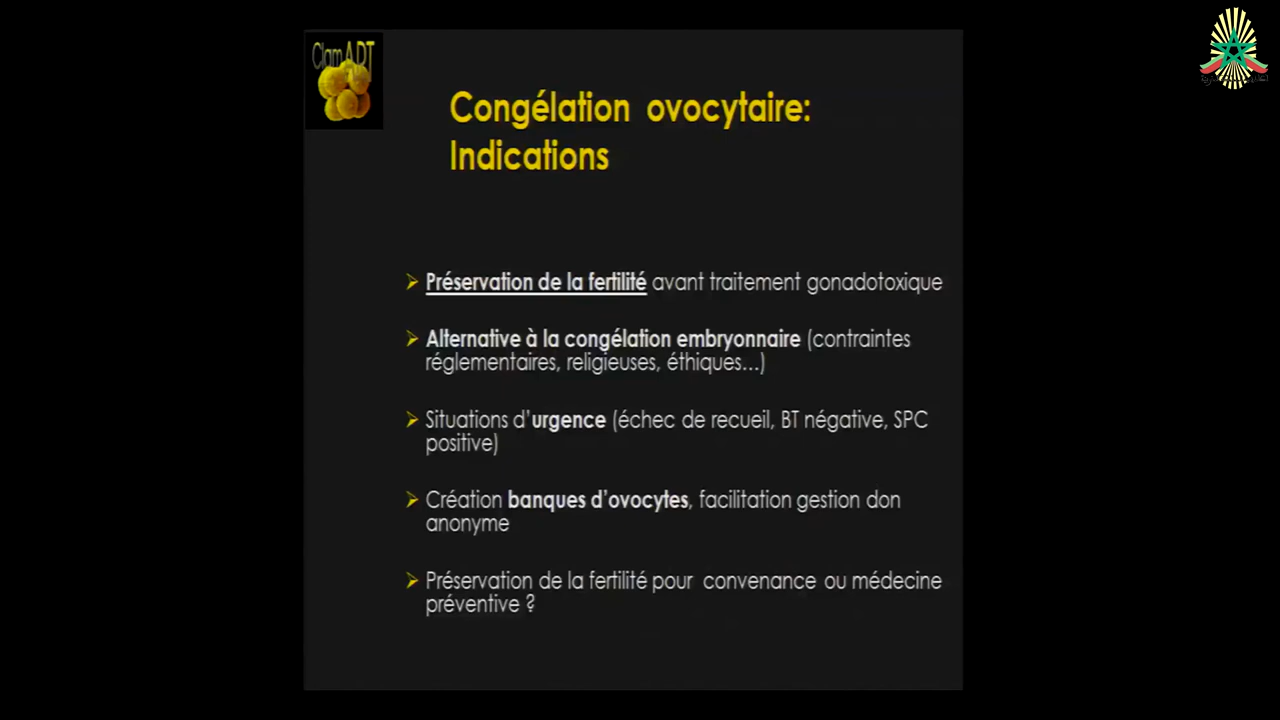 ClamART
Congélation ovocytaire:
Indications
Préservation de la fertilité avant traitement gonadotoxique
Alternative à la congélation embryonnaire (contraintes
réglementaires, religieuses, éthiques...)
Situations d'urgence (échec de recueil, BT négative, SPC
positive)
Création banques d'ovocytes, facilitation gestion don
anonyme
Préservation de la fertilité pour convenance ou médecine
préventive ?